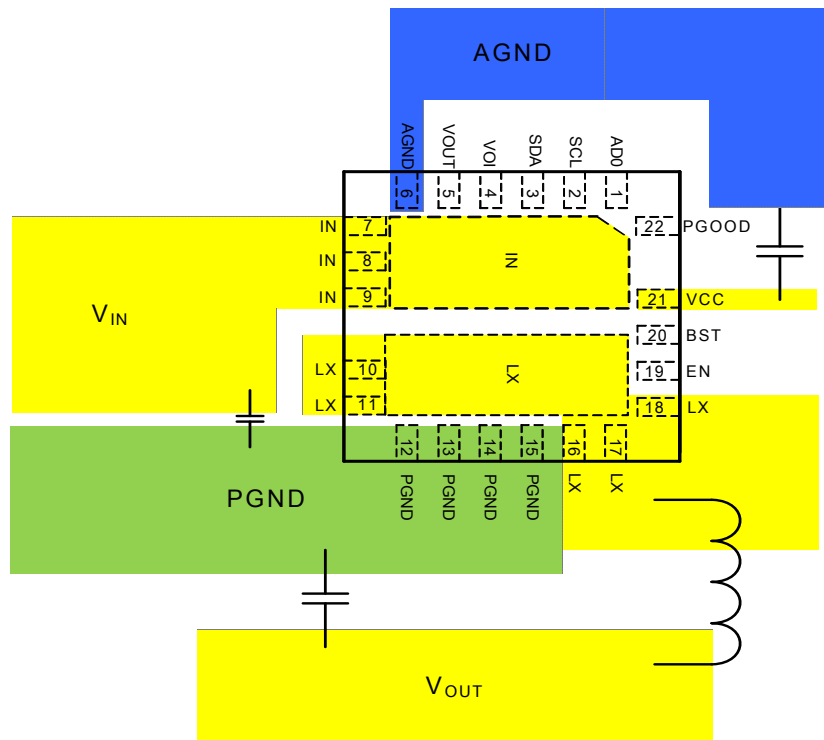 AGND
AGND
VOUT
VOI
SDA
SCL
AD0
6
5
4
3
2
1
IN
7
22
PGOOD
IN
8
IN
IN
9
21
VCC
VIN
20
BST
LX
10
LX
19
EN
LX
11
18
LX
12
13
14
15
16
17
PGND
PGND
PGND
PGND
LX
LX
PGND
VOUT